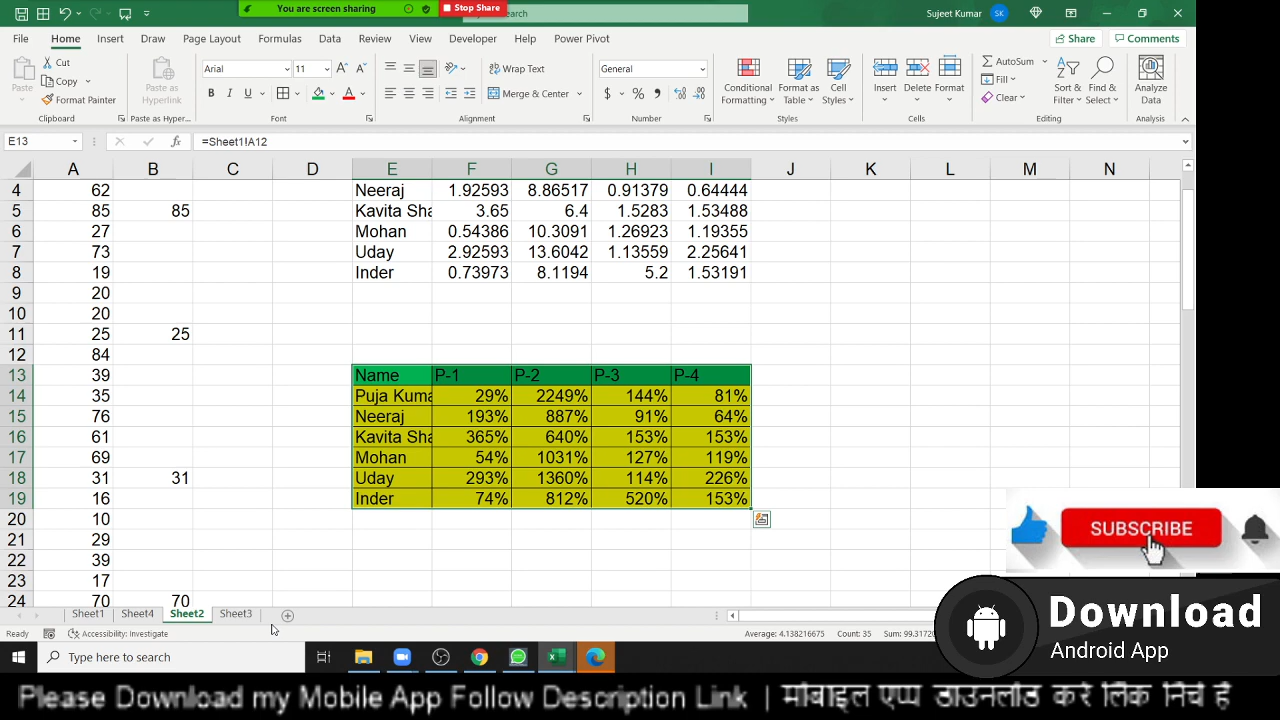 You are screen sharing
Stop Share
Search
Sujeet Kumar
SK
File Home Insert Draw Page Layout Formulas Data Review View Developer Help Power Pivot
Share
Comments
Paste
Cut
Copy
Format Painter
Clipboard
Paste as Hyperlink
Paste as Hyper...
Arial
11
B I U
A A
Font
Wrap Text
Merge & Center
Alignment
General
$ % ,
Number
Conditional Formatting
Format as Table
Cell Styles
Styles
Insert
Delete
Format
Cells
AutoSum
Fill
Clear
Sort & Filter
Find & Select
Editing
Analyze Data
Analysis
E13
fx
=Sheet1!A12
A B C D E F G H I J K L M N
4 62 Neeraj 1.92593 8.86517 0.91379 0.64444
5 85 85 Kavita Sha 3.65 6.4 1.5283 1.53488
6 27 Mohan 0.54386 10.3091 1.26923 1.19355
7 73 Uday 2.92593 13.6042 1.13559 2.25641
8 19 Inder 0.73973 8.1194 5.2 1.53191
9 20
10 20
11 25 25
12 84
13 39 Name P-1 P-2 P-3 P-4
14 35 Puja Kuma 29% 2249% 144% 81%
15 76 Neeraj 193% 887% 91% 64%
16 61 Kavita Sha 365% 640% 153% 153%
17 69 Mohan 54% 1031% 127% 119%
18 31 31 Uday 293% 1360% 114% 226%
19 16 Inder 74% 812% 520% 153%
20 10
21 29
22 39
23 17
24 70 70
SUBSCRIBE
Sheet1 Sheet4 Sheet2 Sheet3
Ready
Accessibility: Investigate
Average: 4.138216675 Count: 35 Sum: 99.31720
Download
Android App
Type here to search
Please Download my Mobile App Follow Description Link | मोबाइल एप्प डाउनलोड करे लिंक निचे है